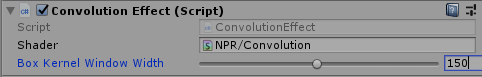 Convolution Effect (Script)
Script ConvolutionEffect
Shader NPR/Convolution
Box Kernel Window Width 150